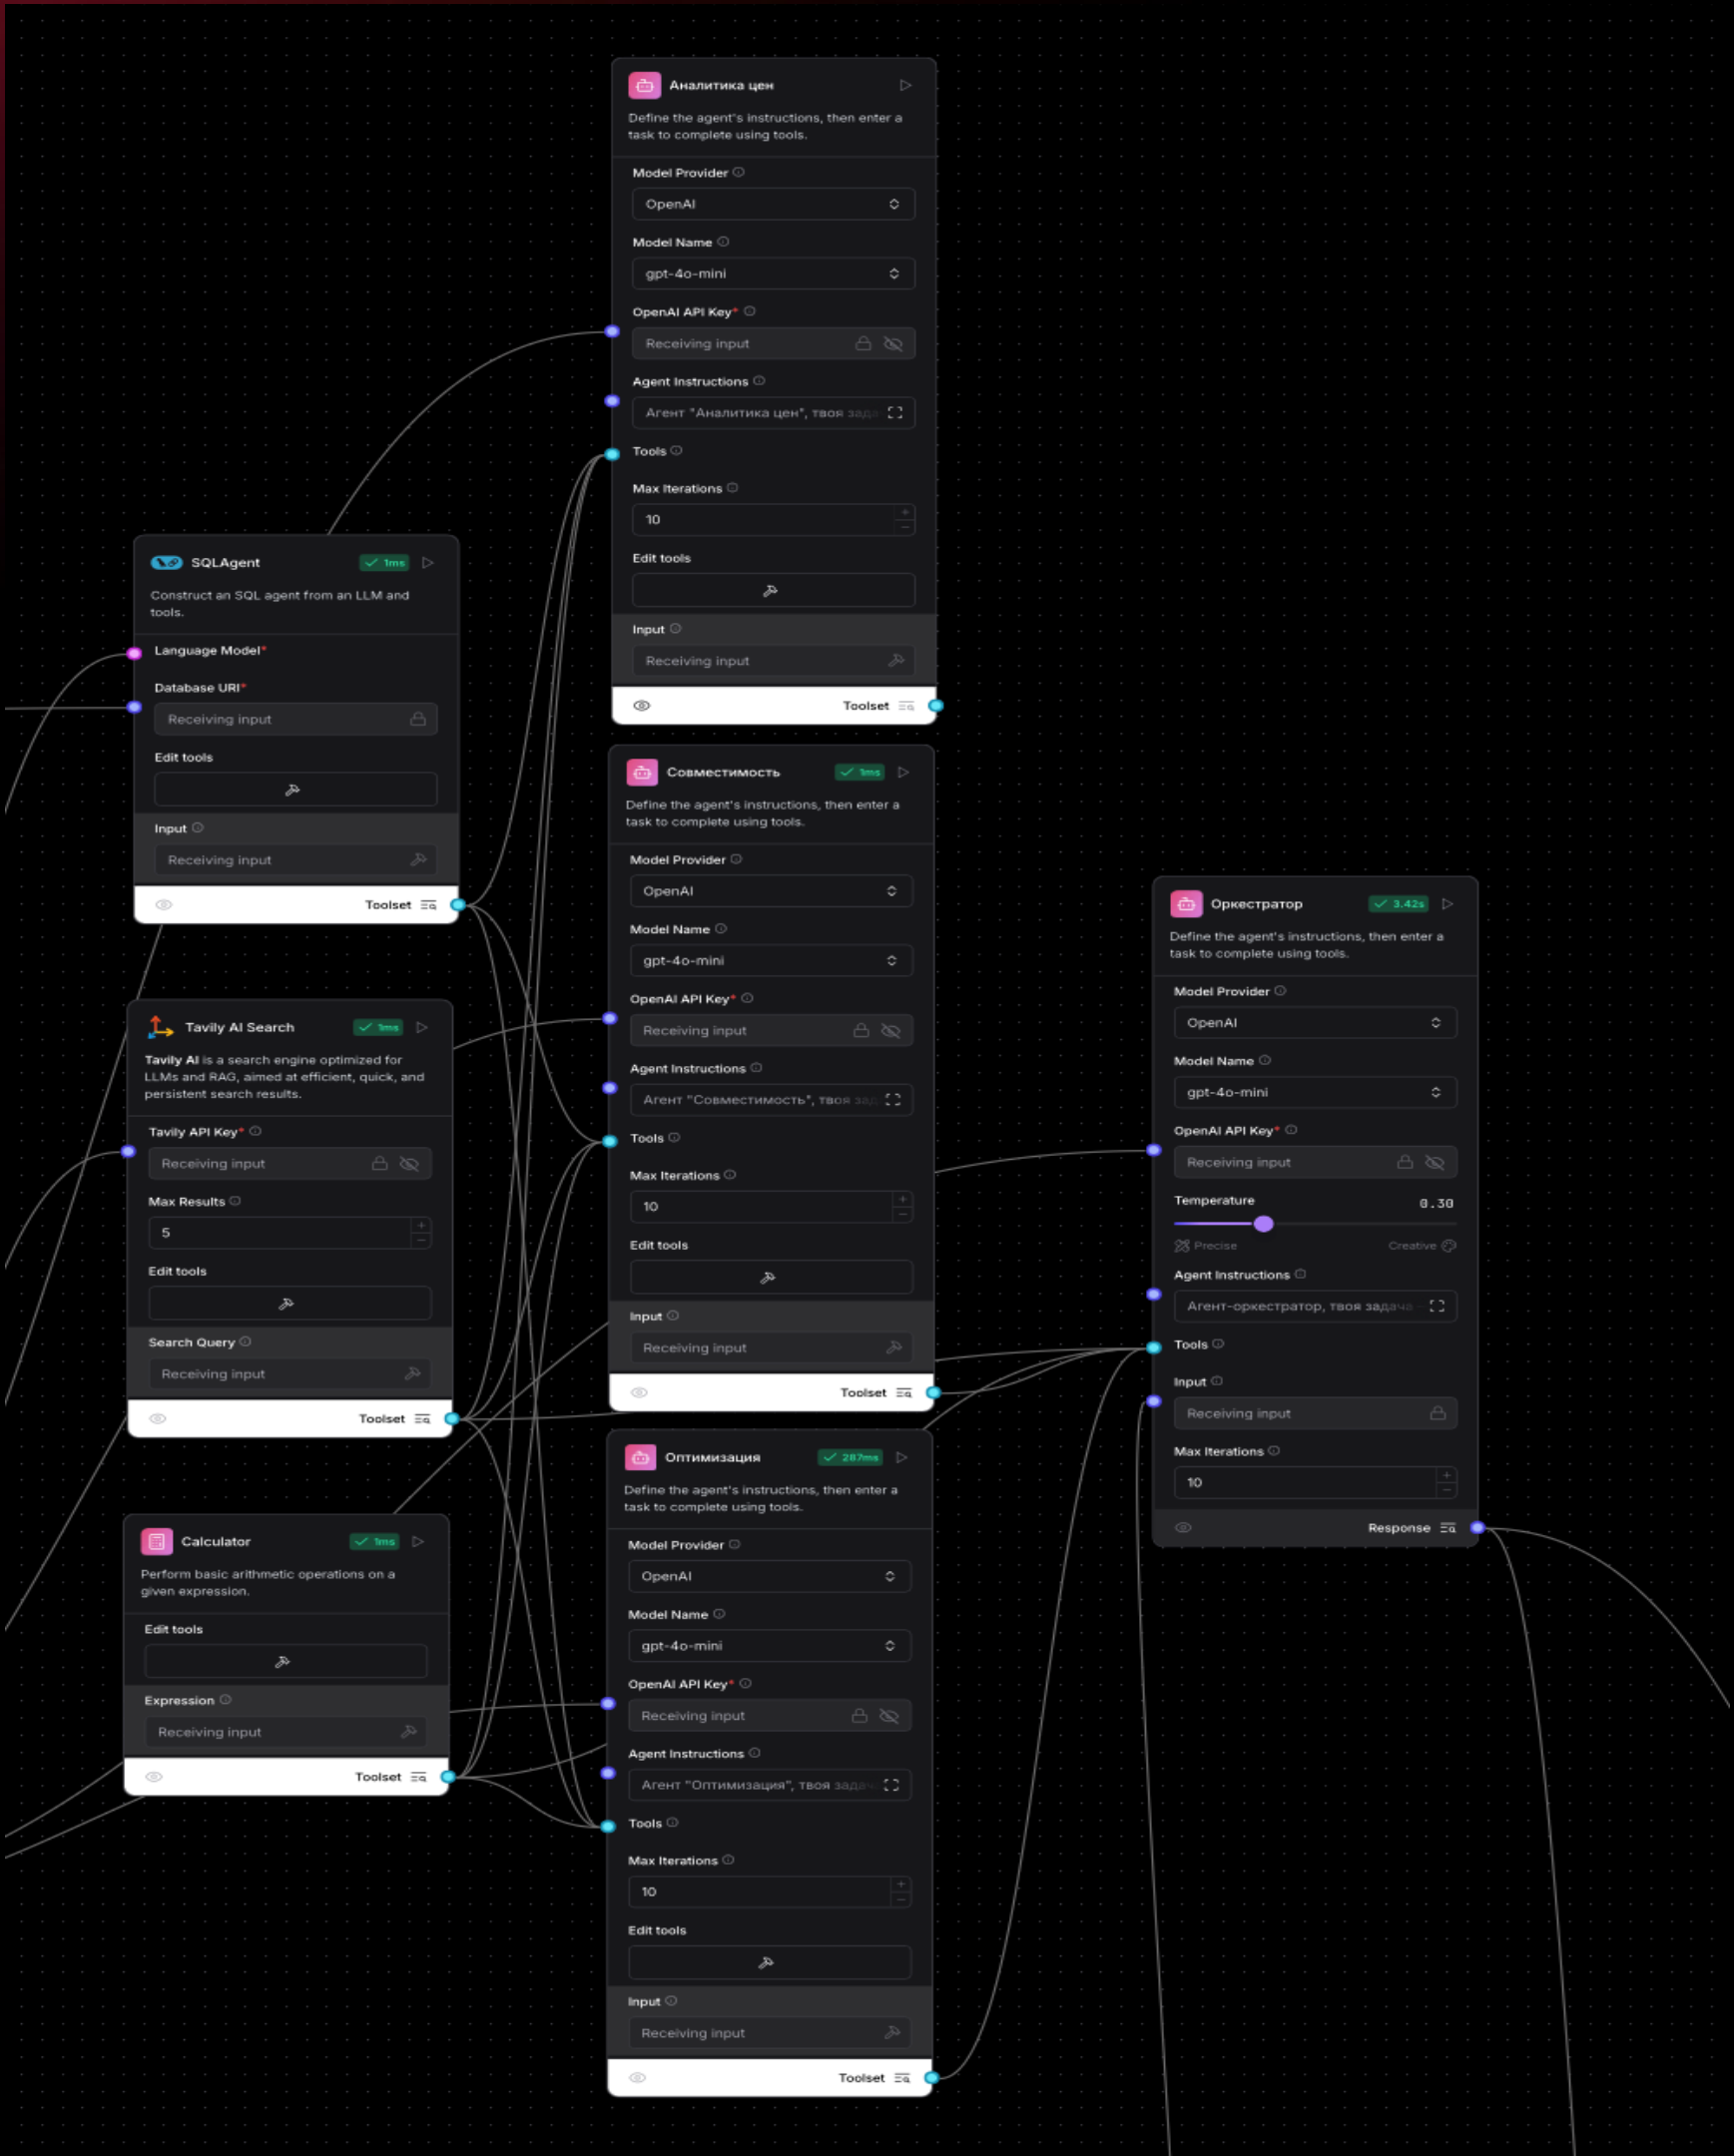 Аналитика цен
Define the agent's instructions, then enter a
task to complete using tools.
Model Provider
OpenAI
Model Name
gpt-4o-mini
OpenAI API Key*
Receiving input
Agent Instructions
Агент "Аналитика цен", твоя зада
Tools
Max Iterations
10
Edit tools
Input
Receiving input
Toolset
SQLAgent
1ms
Construct an SQL agent from an LLM and
tools.
Language Model*
Database URI*
Receiving input
Edit tools
Input
Receiving input
Toolset
Tavily AI Search
1ms
Tavily AI is a search engine optimized for
LLMs and RAG, aimed at efficient, quick, and
persistent search results.
Tavily API Key*
Receiving input
Max Results
5
Edit tools
Search Query
Receiving input
Toolset
Calculator
1ms
Perform basic arithmetic operations on a
given expression.
Edit tools
Expression
Receiving input
Toolset
Совместимость
1ms
Define the agent's instructions, then enter a
task to complete using tools.
Model Provider
OpenAI
Model Name
gpt-4o-mini
OpenAI API Key*
Receiving input
Agent Instructions
Агент "Совместимость", твоя зад
Tools
Max Iterations
10
Edit tools
Input
Receiving input
Toolset
Оптимизация
287ms
Define the agent's instructions, then enter a
task to complete using tools.
Model Provider
OpenAI
Model Name
gpt-4o-mini
OpenAI API Key*
Receiving input
Agent Instructions
Агент "Оптимизация", твоя задач
Tools
Max Iterations
10
Edit tools
Input
Receiving input
Toolset
Оркестратор
3.42s
Define the agent's instructions, then enter a
task to complete using tools.
Model Provider
OpenAI
Model Name
gpt-4o-mini
OpenAI API Key*
Receiving input
Temperature
0.30
Precise
Creative
Agent Instructions
Агент-оркестратор, твоя задача -
Tools
Input
Receiving input
Max Iterations
10
Response